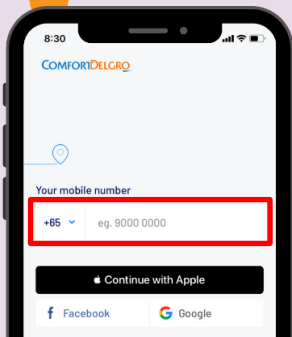 8:30
COMFORTDELGRO
Your mobile number
+65 eg. 9000 0000
Continue with Apple
Facebook Google